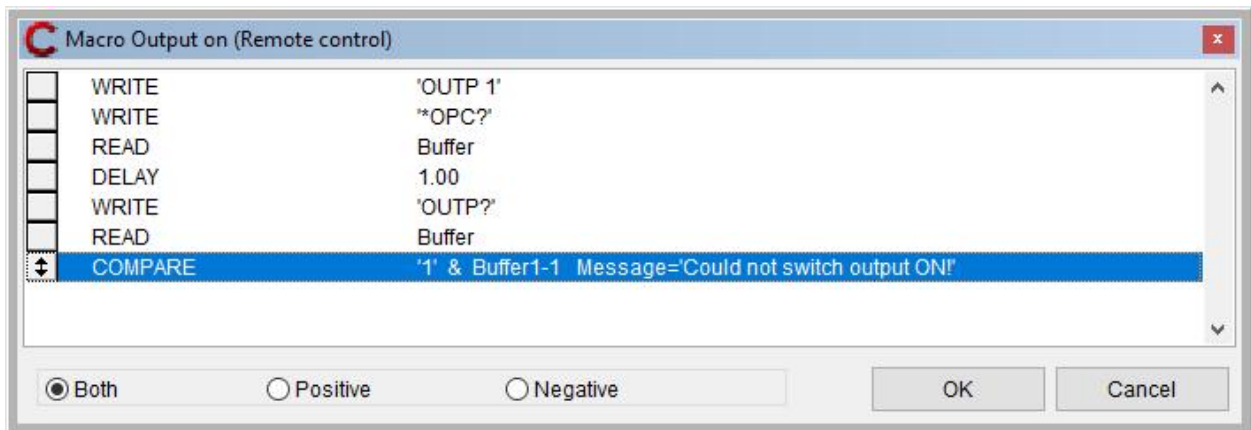 C Macro Output on (Remote control) x
WRITE 'OUTP 1'
WRITE '*OPC?'
READ Buffer
DELAY 1.00
WRITE 'OUTP?'
READ Buffer
COMPARE '1' & Buffer1-1 Message='Could not switch output ON!'
Both Positive Negative OK Cancel